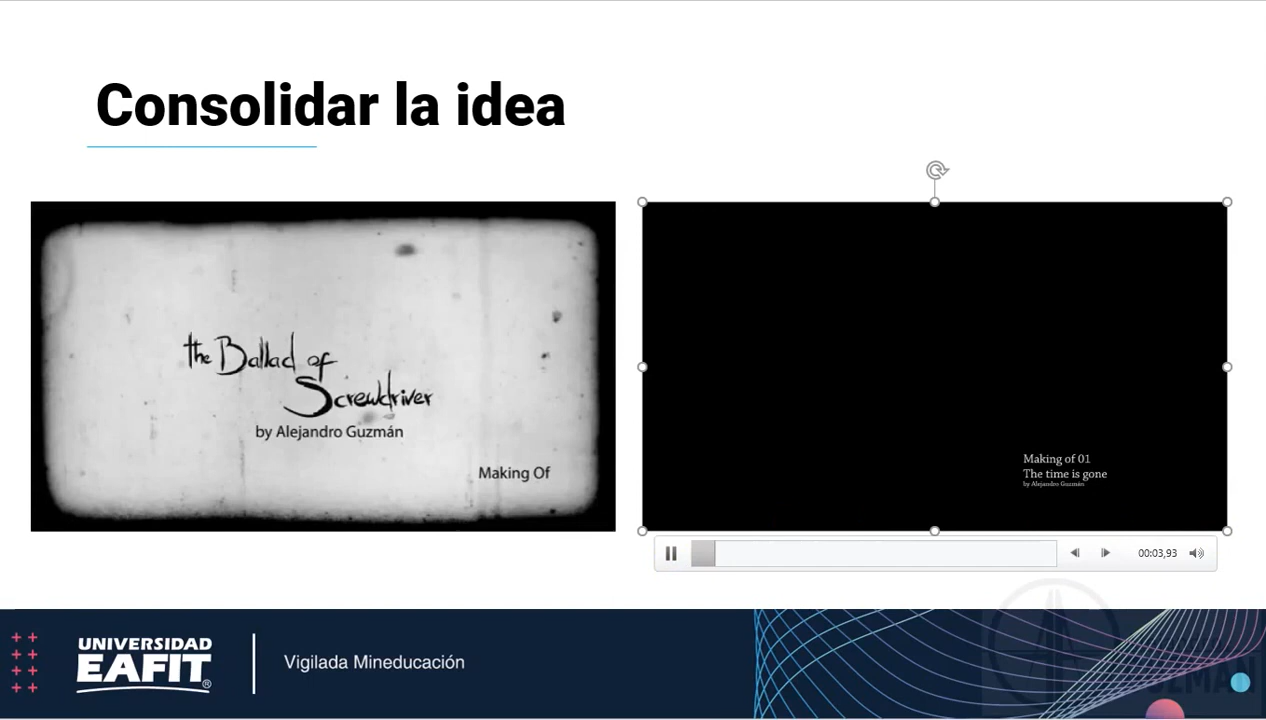 Consolidar la idea
the Ballad of
Screwdriver
by Alejandro Guzmán
Making Of
Making of 01
The time is gone
by Alejandro Guzmán
00:03,93
UNIVERSIDAD
EAFIT®
Vigilada Mineducación